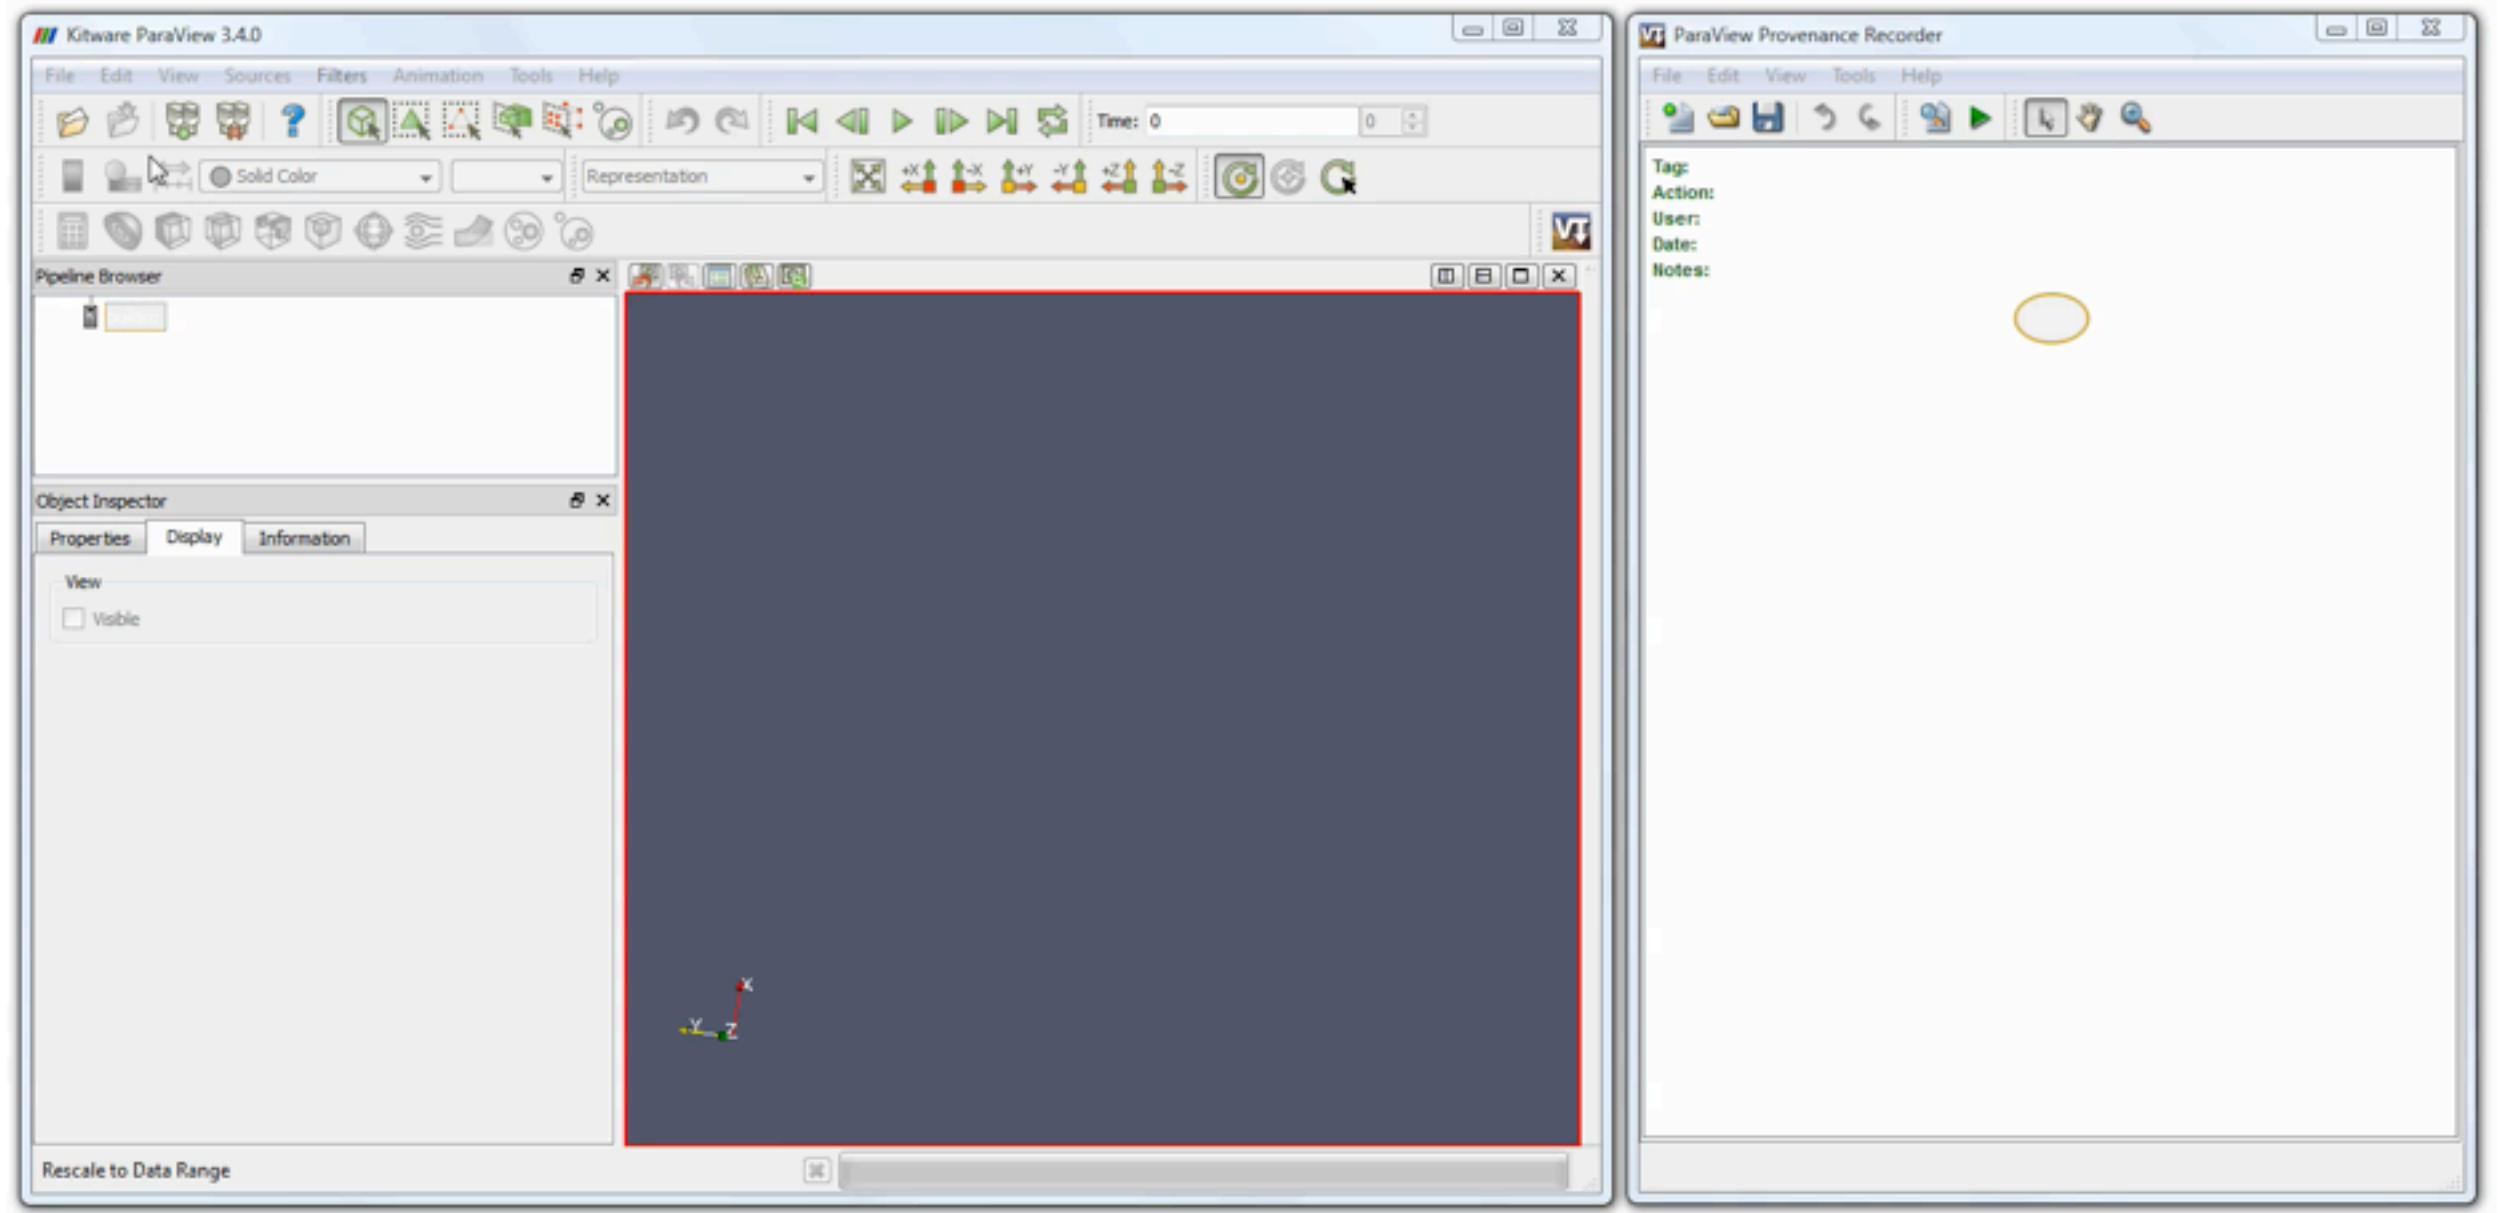 Kitware ParaView 3.4.0
File Edit View Sources Filters Animation Tools Help
Time: 0 0
Solid Color Representation +X -X +Y -Y +Z -Z
Pipeline Browser
Object Inspector
Properties Display Information
View
Visible
X
Y Z
Rescale to Data Range
ParaView Provenance Recorder
File Edit View Tools Help
Tag:
Action:
User:
Date:
Notes: